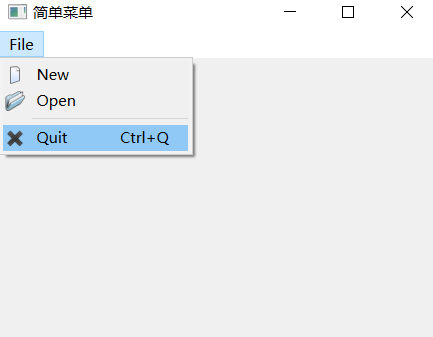 简单菜单
File
New
Open
Quit Ctrl+Q